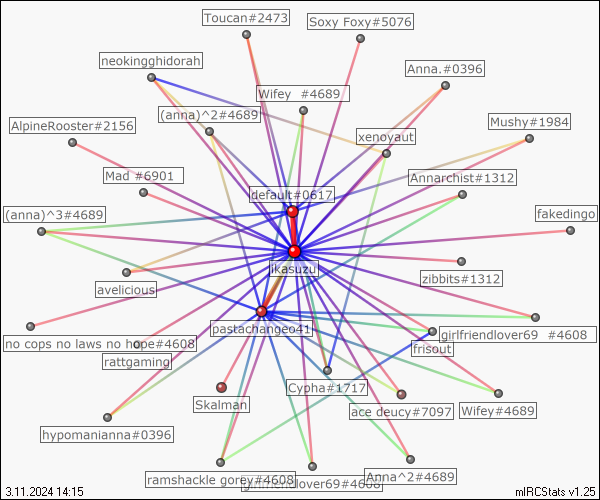 Toucan#2473
Soxy Foxy#5076
neokingghidorah
Anna.#0396
Wifey #4689
(anna)^2#4689
AlpineRooster#2156
Mushy#1984
xenoyaut
Mad #6901
Annarchist#1312
default#0617
(anna)^3#4689
fakedingo
ikasuzu
zibbits#1312
avelicious
pastachangeo41
no cops no laws no hope#4608
girlfriendlover69 #4608
frisout
rattgaming
Cypha#1717
Skalman
ace deucy#7097
Wifey#4689
hypomanianna#0396
Anna^2#4689
ramshackle gorey#4608
girlfriendlover69#4608
3.11.2024 14:15
mIRCStats v1.25